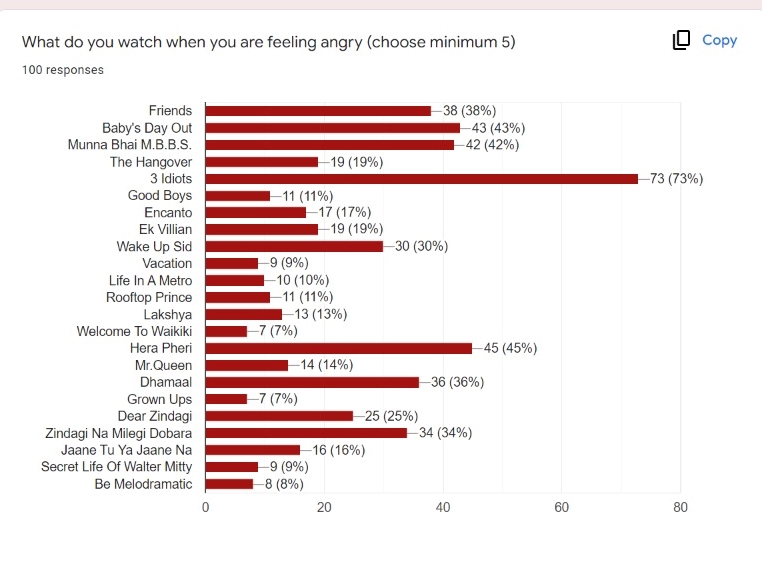 What do you watch when you are feeling angry (choose minimum 5)
Copy
100 responses
Friends 38 (38%)
Baby's Day Out 43 (43%)
Munna Bhai M.B.B.S. 42 (42%)
The Hangover 19 (19%)
3 Idiots 73 (73%)
Good Boys 11 (11%)
Encanto 17 (17%)
Ek Villian 19 (19%)
Wake Up Sid 30 (30%)
Vacation 9 (9%)
Life In A Metro 10 (10%)
Rooftop Prince 11 (11%)
Lakshya 13 (13%)
Welcome To Waikiki 7 (7%)
Hera Pheri 45 (45%)
Mr.Queen 14 (14%)
Dhamaal 36 (36%)
Grown Ups 7 (7%)
Dear Zindagi 25 (25%)
Zindagi Na Milegi Dobara 34 (34%)
Jaane Tu Ya Jaane Na 16 (16%)
Secret Life Of Walter Mitty 9 (9%)
Be Melodramatic 8 (8%)
0 20 40 60 80